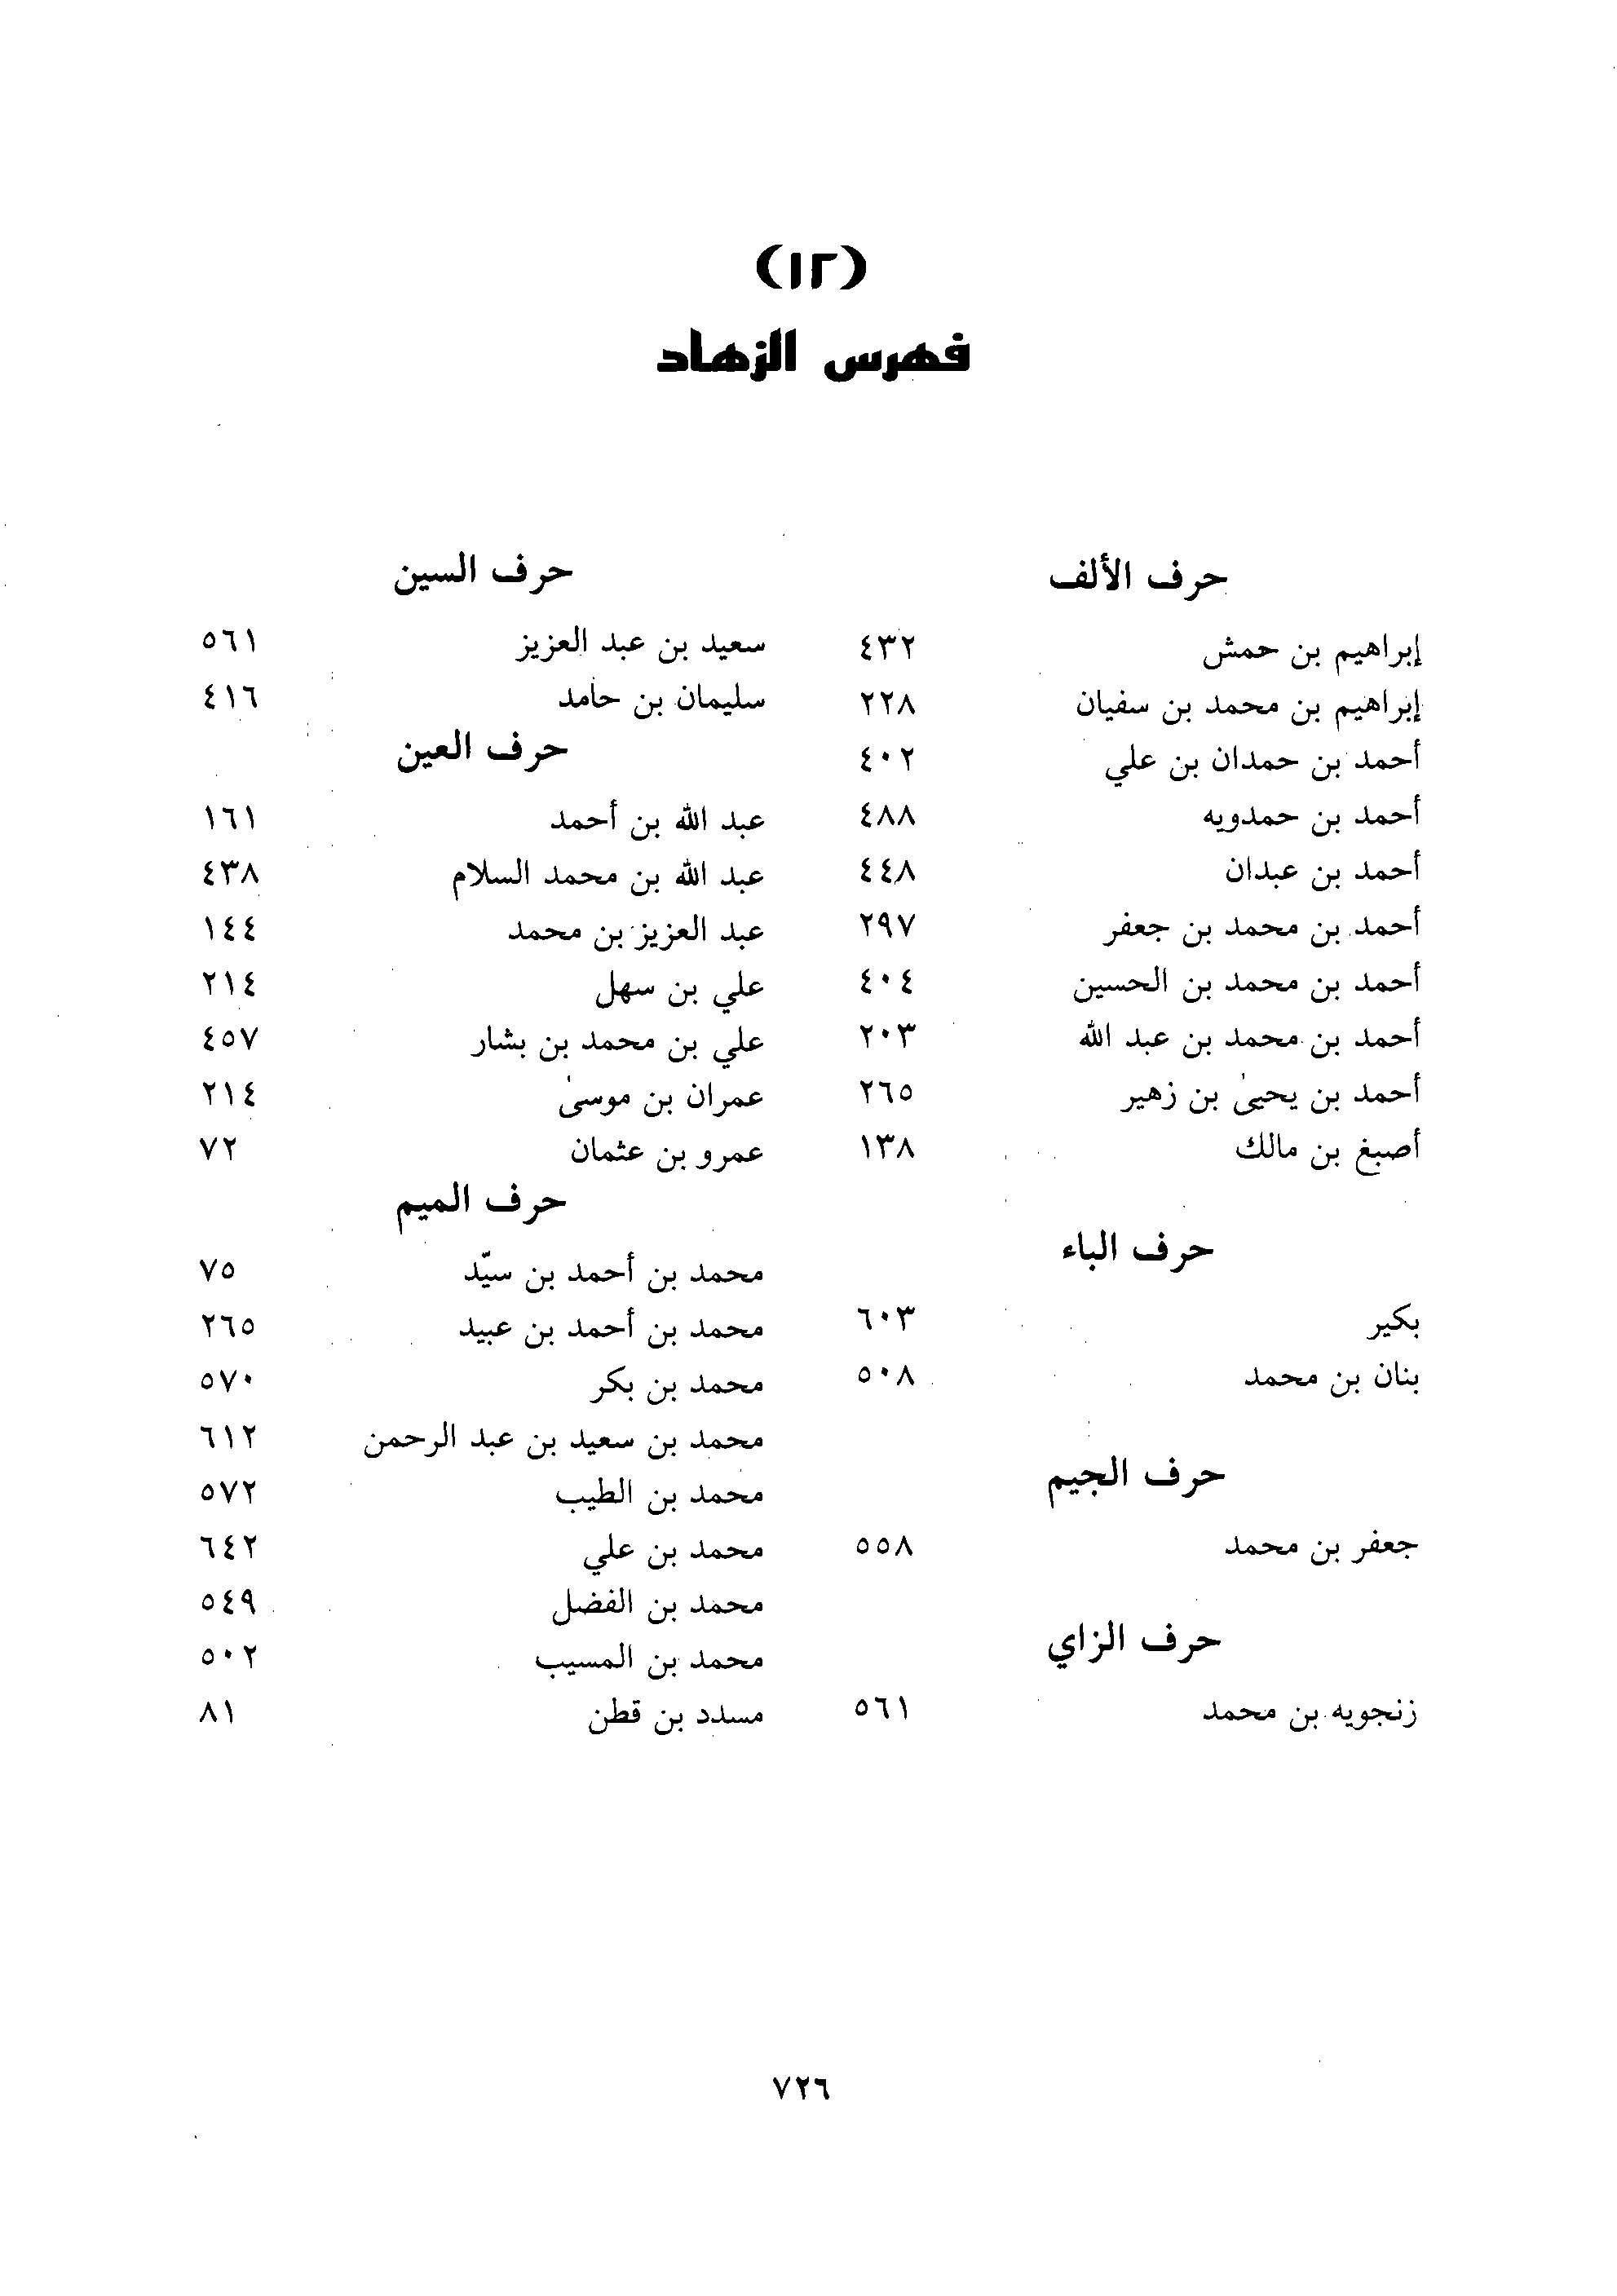 (١٢)
فهرس الزهاد
حرف الألف
إبراهيم بن حمش ٤٣٢
إبراهيم بن محمد بن سفيان ٢٢٨
أحمد بن حمدان بن علي ٤٠٢
أحمد بن حمدويه ٤٨٨
أحمد بن عبدان ٤٤٨
أحمد بن محمد بن جعفر ٢٩٧
أحمد بن محمد بن الحسين ٤٠٤
أحمد بن محمد بن عبد الله ٢٠٣
أحمد بن يحيىٰ بن زهير ٢٦٥
أصبغ بن مالك ١٣٨
حرف الباء
بكير ٦٠٣
بنان بن محمد ٥٠٨
حرف الجيم
جعفر بن محمد ٥٥٨
حرف الزاي
زنجويه بن محمد ٥٦١
حرف السين
سعيد بن عبد العزيز ٥٦١
سليمان بن حامد ٤١٦
حرف العين
عبد الله بن أحمد ١٦١
عبد الله بن محمد السلام ٤٣٨
عبد العزيز بن محمد ١٤٤
علي بن سهل ٢١٤
علي بن محمد بن بشار ٤٥٧
عمران بن موسىٰ ٢١٤
عمرو بن عثمان ٧٢
حرف الميم
محمد بن أحمد بن سيّد ٧٥
محمد بن أحمد بن عبيد ٢٦٥
محمد بن بكر ٥٧٠
محمد بن سعيد بن عبد الرحمن ٦١٢
محمد بن الطيب ٥٧٢
محمد بن علي ٦٤٢
محمد بن الفضل ٥٤٩
محمد بن المسيب ٥٠٢
مسدد بن قطن ٨١
٧٢٦